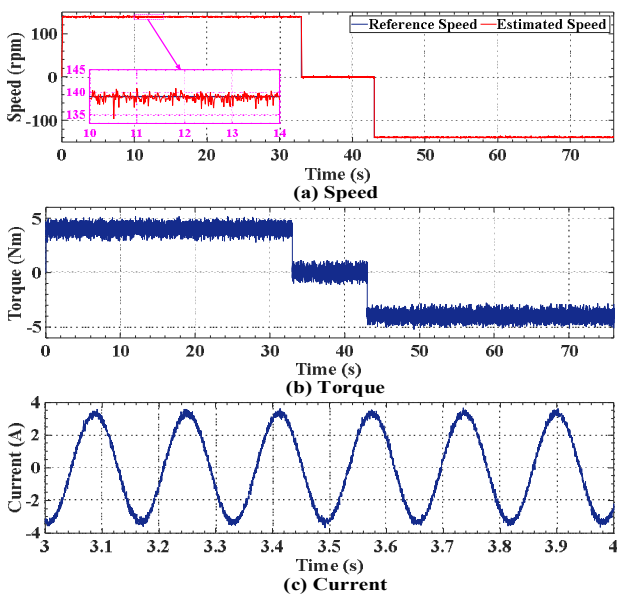 Reference Speed Estimated Speed
Speed (rpm)
100
0
-100
145
140
135
10 11 12 13 14
0 10 20 30 40 50 60 70
Time (s)
(a) Speed
Torque (Nm)
5
0
-5
0 10 20 30 40 50 60 70
Time (s)
(b) Torque
Current (A)
4
2
0
-2
-4
3 3.1 3.2 3.3 3.4 3.5 3.6 3.7 3.8 3.9 4
Time (s)
(c) Current